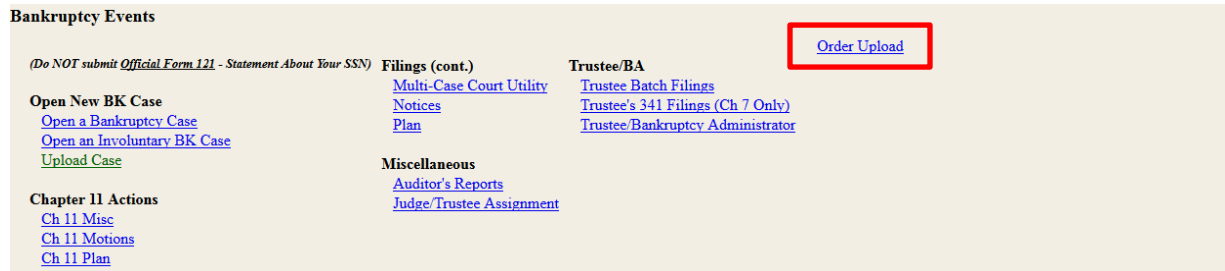 Bankruptcy Events
(Do NOT submit Official Form 121 - Statement About Your SSN)
Open New BK Case
Open a Bankruptcy Case
Open an Involuntary BK Case
Upload Case
Chapter 11 Actions
Ch 11 Misc
Ch 11 Motions
Ch 11 Plan
Filings (cont.)
Multi-Case Court Utility
Notices
Plan
Miscellaneous
Auditor's Reports
Judge/Trustee Assignment
Trustee/BA
Trustee Batch Filings
Trustee's 341 Filings (Ch 7 Only)
Trustee/Bankruptcy Administrator
Order Upload